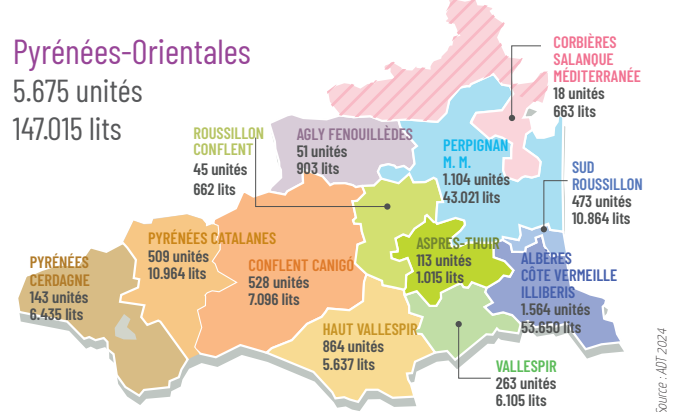 Pyrénées-Orientales
5.675 unités
147.015 lits
CORBIÈRES
SALANQUE
MÉDITERRANÉE
18 unités
663 lits
ROUSSILLON
CONFLENT
45 unités
662 lits
AGLY FENOUILLÈDES
51 unités
903 lits
PERPIGNAN
M. M.
1.104 unités
43.021 lits
SUD
ROUSSILLON
473 unités
10.864 lits
PYRÉNÉES
CERDAGNE
143 unités
6.435 lits
PYRÉNÉES CATALANES
509 unités
10.964 lits
CONFLENT CANIGÓ
528 unités
7.096 lits
ASPRES-THUIR
113 unités
1.015 lits
ALBÈRES
CÔTE VERMEILLE
ILLIBERIS
1.564 unités
53.650 lits
HAUT VALLESPIR
864 unités
5.637 lits
VALLESPIR
263 unités
6.105 lits
Source : ADT 2024